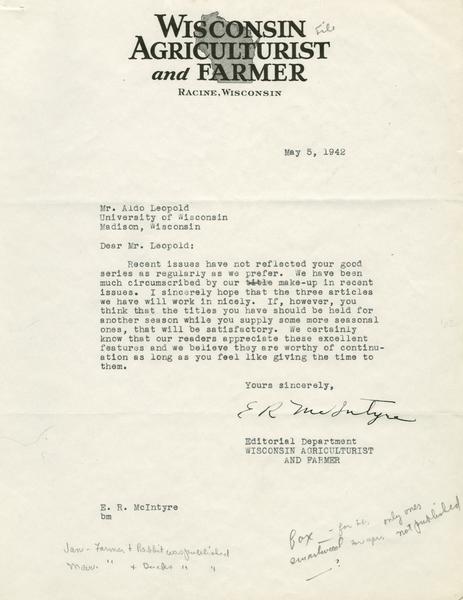 WISCONSIN
AGRICULTURIST
and FARMER
RACINE, WISCONSIN
File
May 5, 1942
Mr. Aldo Leopold
University of Wisconsin
Madison, Wisconsin
Dear Mr. Leopold:
Recent issues have not reflected your good
series as regularly as we prefer. We have been
much circumscribed by our title make-up in recent
issues. I sincerely hope that the three articles
we have will work in nicely. If, however, you
think that the titles you have should be held for
another season while you supply some more seasonal
ones, that will be satisfactory. We certainly
know that our readers appreciate these excellent
features and we believe they are worthy of continu-
ation as long as you feel like giving the time to
them.
Yours sincerely,
E R McIntyre
Editorial Department
WISCONSIN AGRICULTURIST
AND FARMER
E. R. McIntyre
bm
Jan - Farmer & Rabbit was published
Mar. " & Ducks " "
fox - for Feb. only ones
smartweed not published
?